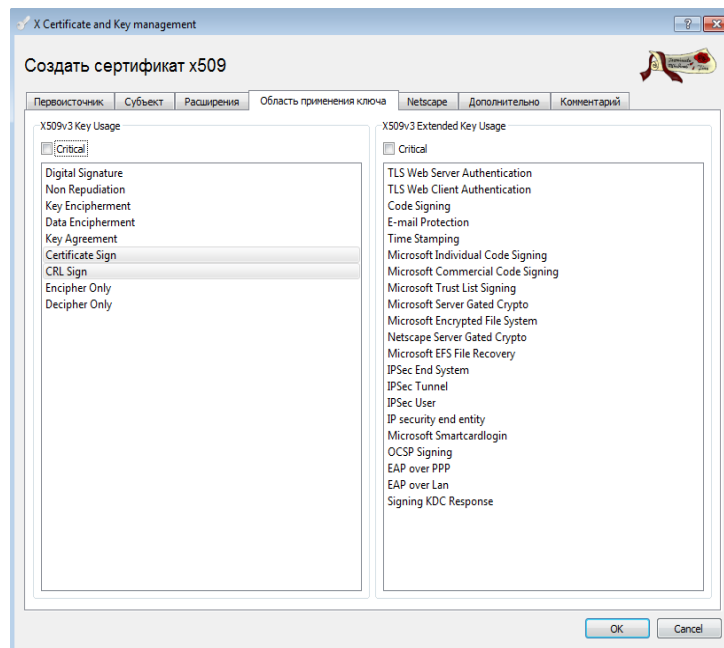 X Certificate and Key management
Создать сертификат x509
Первоисточник
Субъект
Расширения
Область применения ключа
Netscape
Дополнительно
Комментарий
X509v3 Key Usage
Critical
Digital Signature
Non Repudiation
Key Encipherment
Data Encipherment
Key Agreement
Certificate Sign
CRL Sign
Encipher Only
Decipher Only
X509v3 Extended Key Usage
Critical
TLS Web Server Authentication
TLS Web Client Authentication
Code Signing
E-mail Protection
Time Stamping
Microsoft Individual Code Signing
Microsoft Commercial Code Signing
Microsoft Trust List Signing
Microsoft Server Gated Crypto
Microsoft Encrypted File System
Netscape Server Gated Crypto
Microsoft EFS File Recovery
IPSec End System
IPSec Tunnel
IPSec User
IP security end entity
Microsoft Smartcardlogin
OCSP Signing
EAP over PPP
EAP over Lan
Signing KDC Response
OK
Cancel